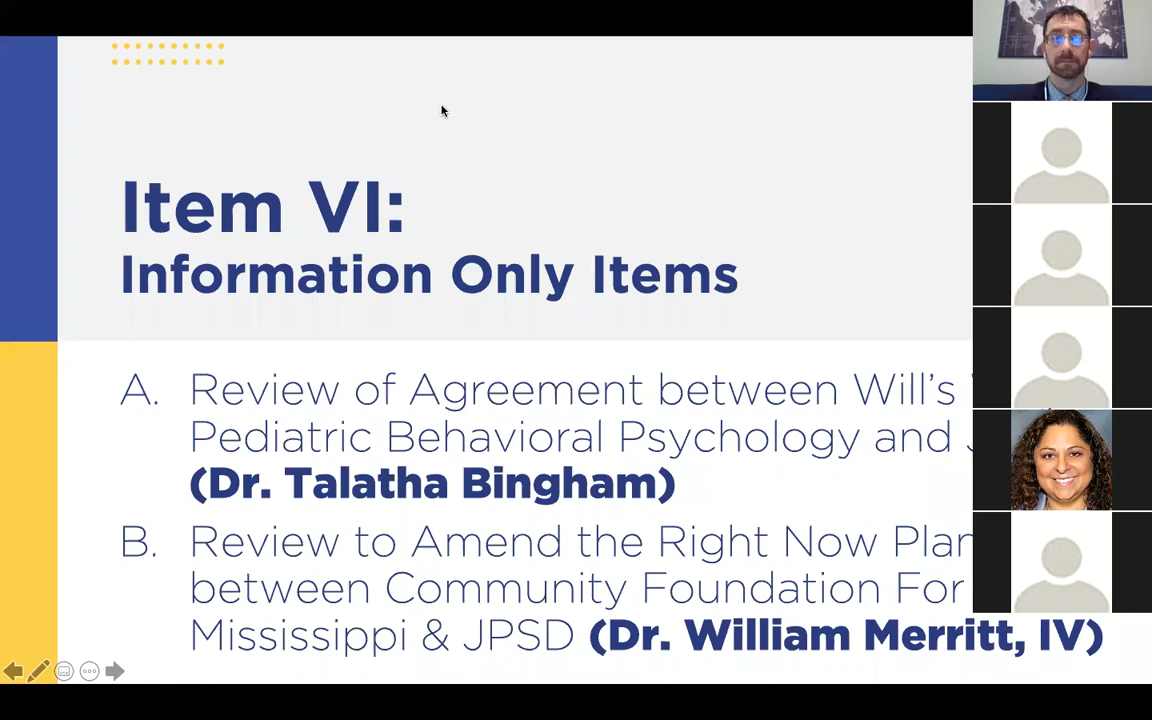 Item VI:
Information Only Items
A. Review of Agreement between Will's
Pediatric Behavioral Psychology and
(Dr. Talatha Bingham)
B. Review to Amend the Right Now Plan
between Community Foundation For
Mississippi & JPSD (Dr. William Merritt, IV)